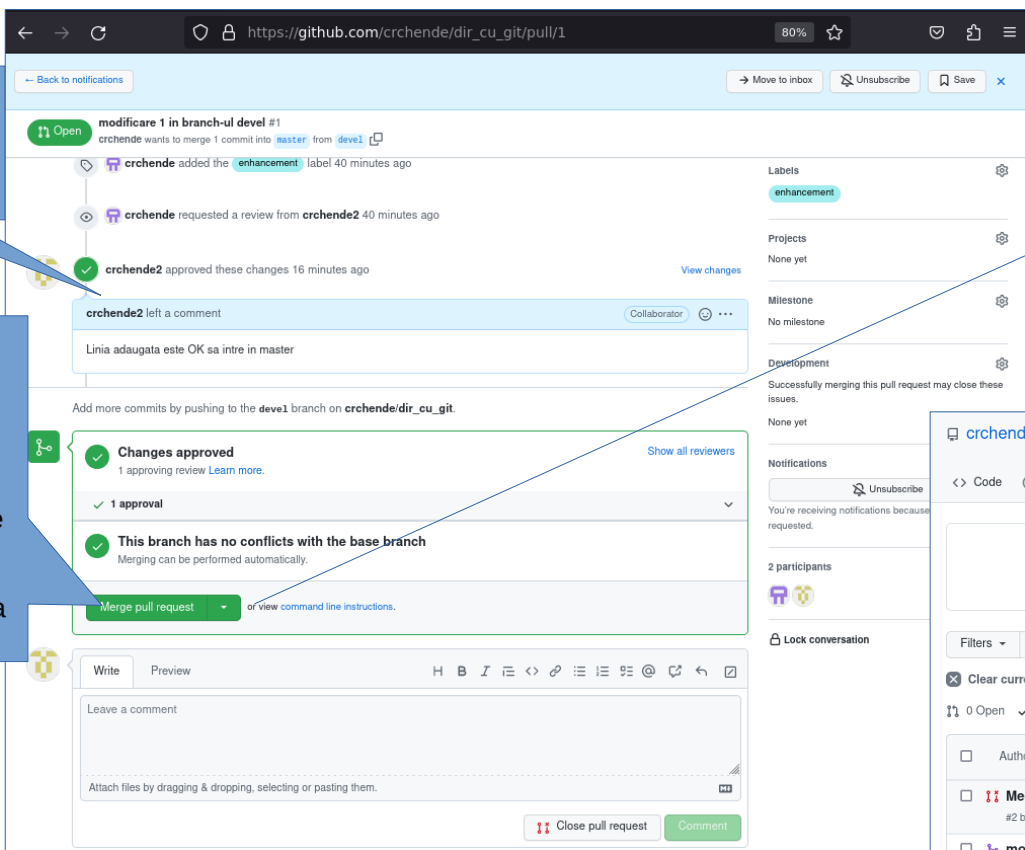 https://github.com/crchende/dir_cu_git/pull/1
80%
← Back to notifications
→ Move to inbox
Unsubscribe
Save
Open
modificare 1 in branch-ul devel #1
crchende wants to merge 1 commit into master from devel
crchende added the enhancement label 40 minutes ago
crchende requested a review from crchende2 40 minutes ago
crchende2 approved these changes 16 minutes ago
View changes
crchende2 left a comment
Collaborator
Linia adaugata este OK sa intre in master
Add more commits by pushing to the devel branch on crchende/dir_cu_git.
Changes approved
1 approving review Learn more.
Show all reviewers
1 approval
This branch has no conflicts with the base branch
Merging can be performed automatically.
Merge pull request
or view command line instructions.
Write
Preview
Leave a comment
Attach files by dragging & dropping, selecting or pasting them.
Close pull request
Comment
Labels
enhancement
Projects
None yet
Milestone
No milestone
Development
Successfully merging this pull request may close these
issues.
None yet
Notifications
Unsubscribe
You're receiving notifications because
requested.
2 participants
Lock conversation
crchend
Code
Filters
Clear curre
0 Open
Autho
Me
#2 b
mo
e
a